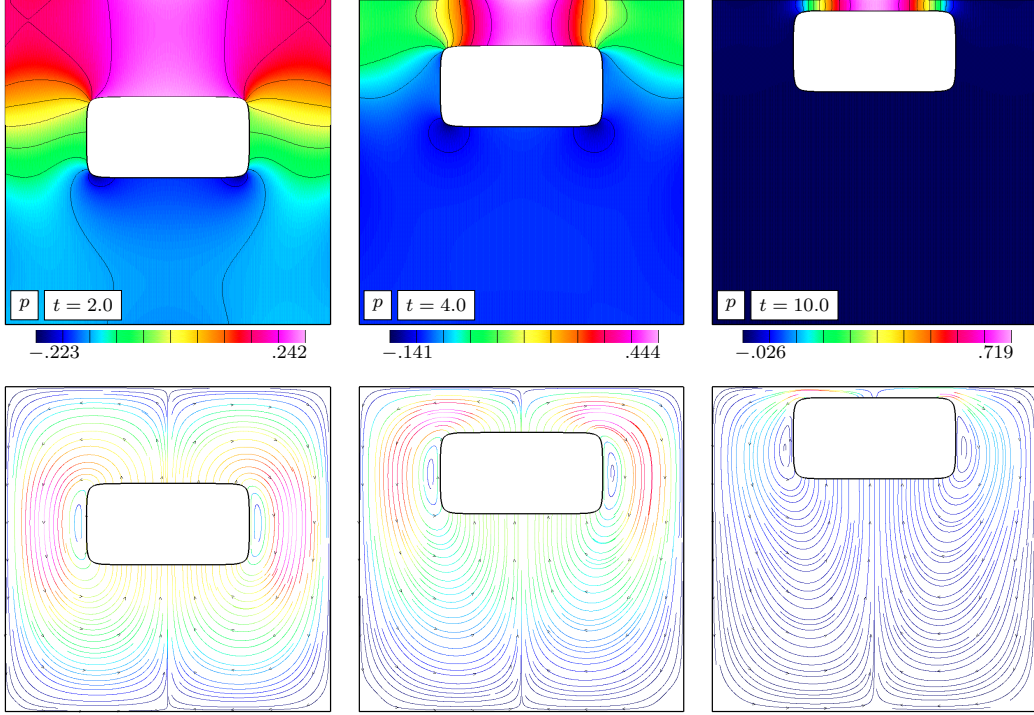 p t = 2.0
p t = 4.0
p t = 10.0
−.223 .242
−.141 .444
−.026 .719